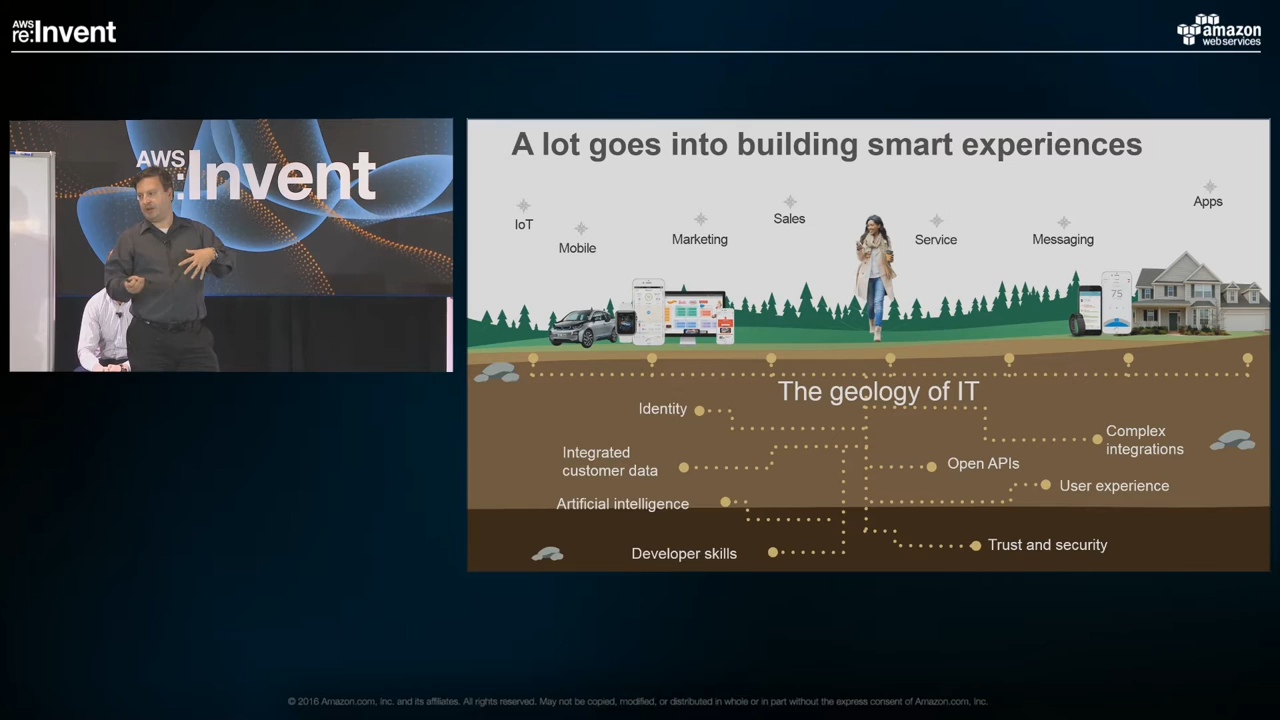 AWS
re:Invent
amazon
web services
AWS
:Invent
A lot goes into building smart experiences
IoT
Mobile
Marketing
Sales
Service
Messaging
Apps
75
The geology of IT
Identity
Integrated
customer data
Artificial intelligence
Developer skills
Complex
integrations
Open APIs
User experience
Trust and security
© 2016 Amazon.com, Inc. and its affiliates. All rights reserved. May not be copied, modified, or distributed in whole or in part without the express consent of Amazon.com, Inc.